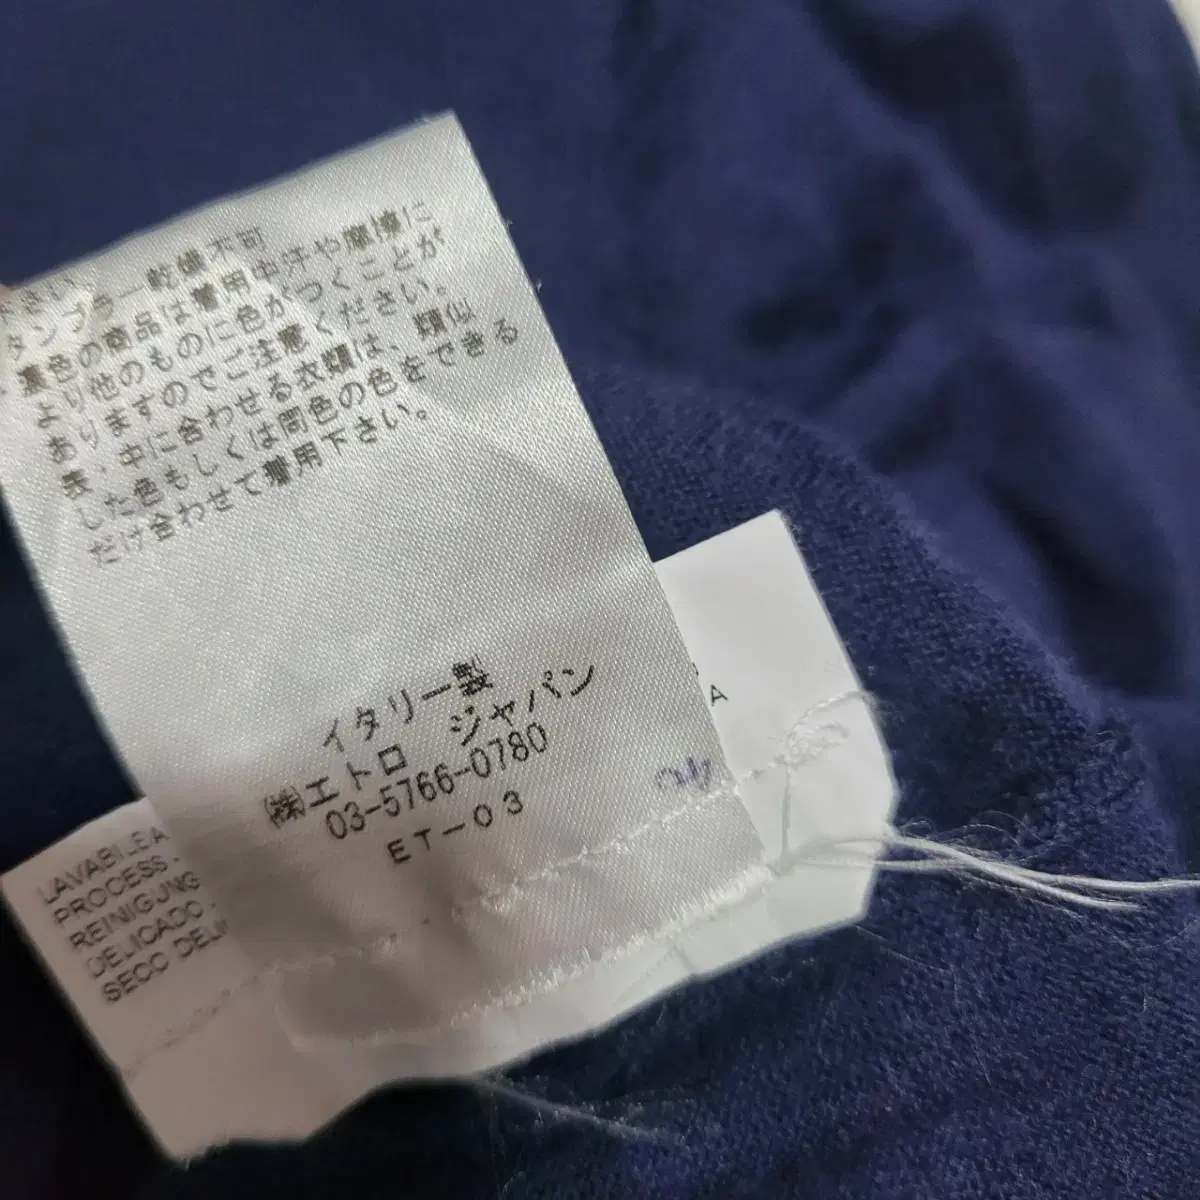 下さい。
タンブラー乾燥不可
・濃色の商品は着用中汗や摩擦に
より他のものに色がつくことが
ありますのでご注意ください。
表、中に合わせる衣類は、類似
した色もしくは同色の色をできる
だけ合わせて着用下さい。
イタリー製
㈱エトロ ジャパン
03-5766-0780
ET-03
A
LAVABILE A
PROCESS.
REINIGUNG
DELICADO.
SECO DELI